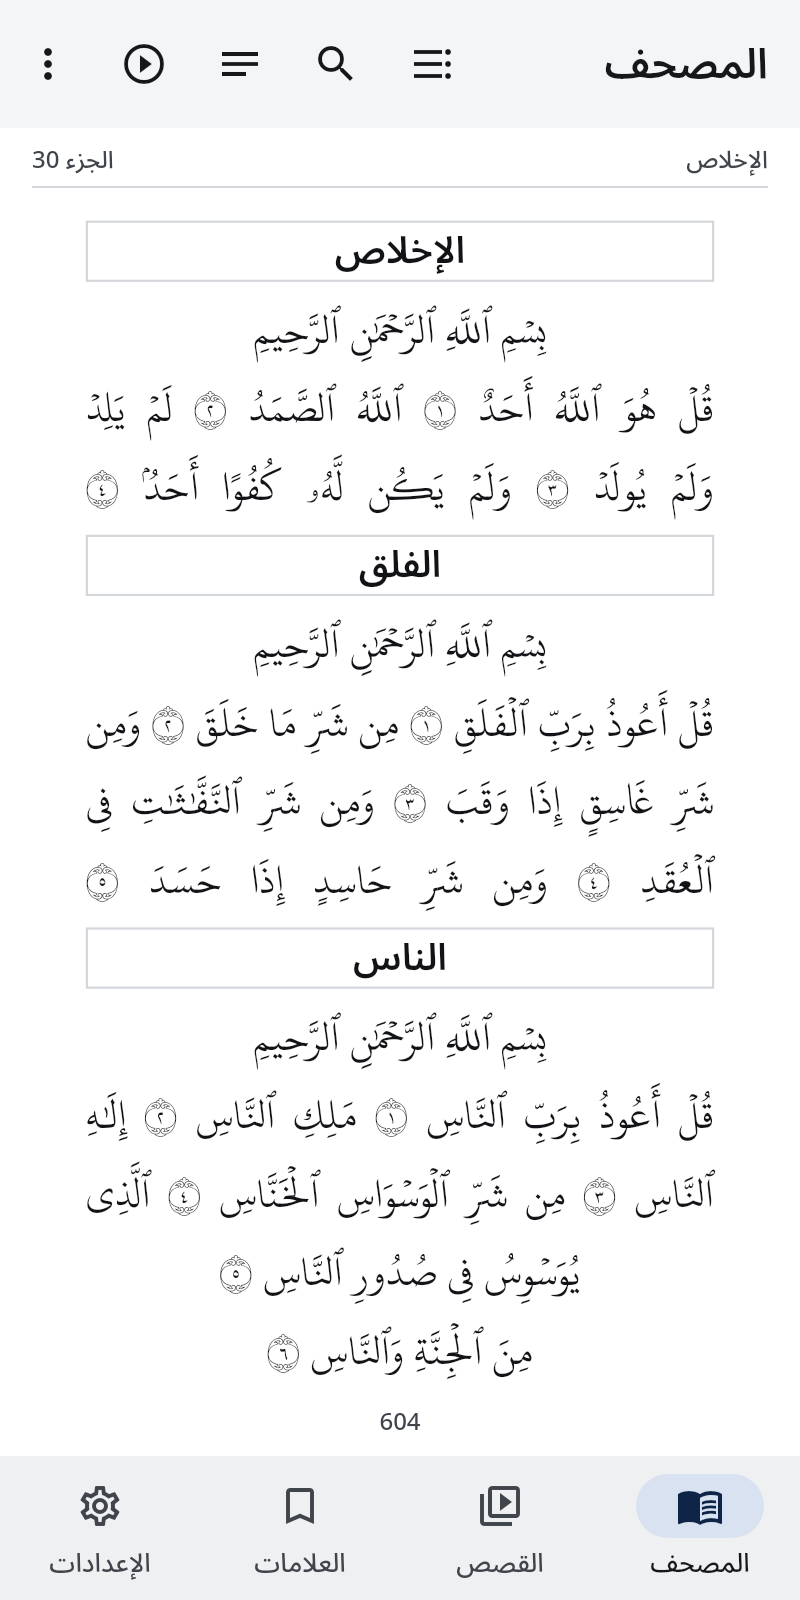 المصحف
الإخلاص
الجزء 30
الإخلاص
بِسۡمِ ٱللَّهِ ٱلرَّحۡمَٰنِ ٱلرَّحِيمِ
قُلۡ هُوَ ٱللَّهُ أَحَدٌ ١ ٱللَّهُ ٱلصَّمَدُ ٢ لَمۡ يَلِدۡ
وَلَمۡ يُولَدۡ ٣ وَلَمۡ يَكُن لَّهُۥ كُفُوًا أَحَدُۢ ٤
الفلق
بِسۡمِ ٱللَّهِ ٱلرَّحۡمَٰنِ ٱلرَّحِيمِ
قُلۡ أَعُوذُ بِرَبِّ ٱلۡفَلَقِ ١ مِن شَرِّ مَا خَلَقَ ٢ وَمِن
شَرِّ غَاسِقٍ إِذَا وَقَبَ ٣ وَمِن شَرِّ ٱلنَّفَّٰثَٰتِ فِى
ٱلۡعُقَدِ ٤ وَمِن شَرِّ حَاسِدٍ إِذَا حَسَدَ ٥
الناس
بِسۡمِ ٱللَّهِ ٱلرَّحۡمَٰنِ ٱلرَّحِيمِ
قُلۡ أَعُوذُ بِرَبِّ ٱلنَّاسِ ١ مَلِكِ ٱلنَّاسِ ٢ إِلَٰهِ
ٱلنَّاسِ ٣ مِن شَرِّ ٱلۡوَسۡوَاسِ ٱلۡخَنَّاسِ ٤ ٱلَّذِى
يُوَسۡوِسُ فِى صُدُورِ ٱلنَّاسِ ٥
مِنَ ٱلۡجِنَّةِ وَٱلنَّاسِ ٦
604
المصحف
القصص
العلامات
الإعدادات